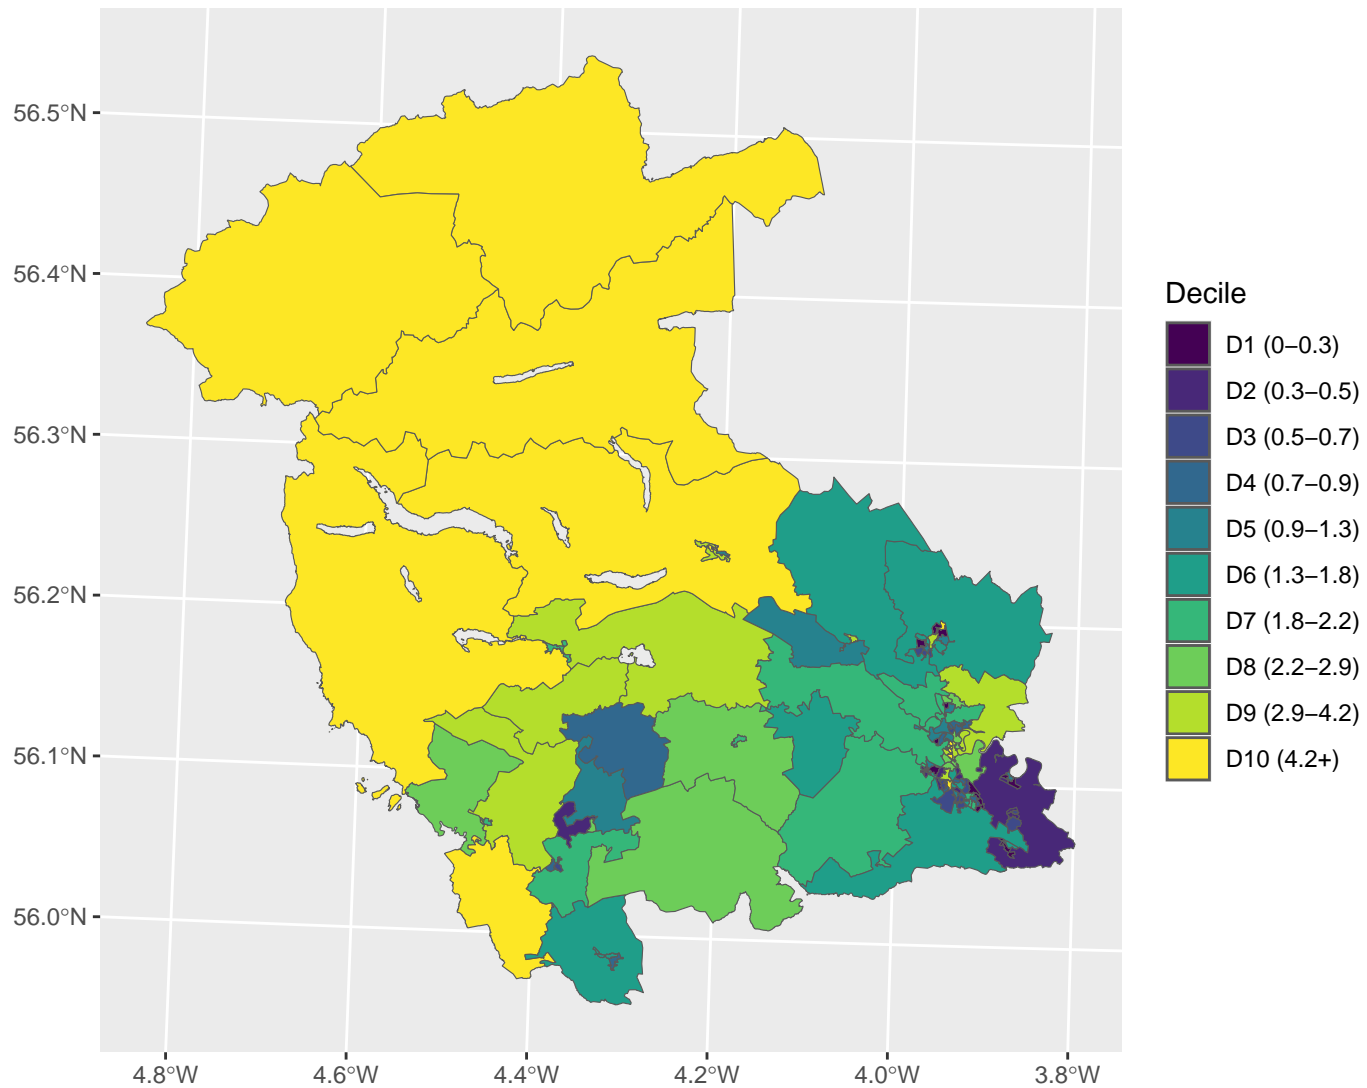 56.5°N
56.4°N
56.3°N
56.2°N
56.1°N
56.0°N
4.8°W
4.6°W
4.4°W
4.2°W
4.0°W
3.8°W
Decile
D1 (0−0.3)
D2 (0.3−0.5)
D3 (0.5−0.7)
D4 (0.7−0.9)
D5 (0.9−1.3)
D6 (1.3−1.8)
D7 (1.8−2.2)
D8 (2.2−2.9)
D9 (2.9−4.2)
D10 (4.2+)